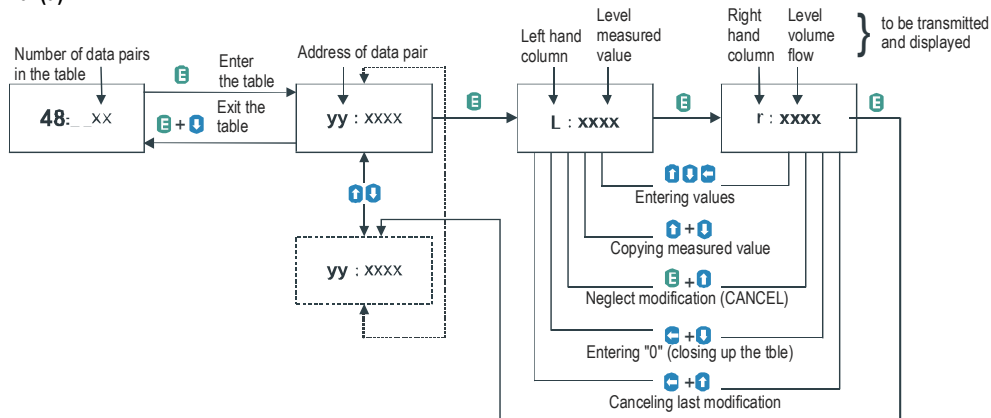 Number of data pairs
in the table
48:_ _xx
E
Enter
the table
E + 
Exit the
table
Address of data pair
yy : xxxx
E
yy : xxxx
Left hand
column
Level
measured
value
L : xxxx
E
Right
hand
column
Level
volume
flow
} to be transmitted
and displayed
r : xxxx
E
Entering values
+
Copying measured value
E +
Neglect modification (CANCEL)
+
Entering "0" (closing up the tble)
+
Canceling last modification